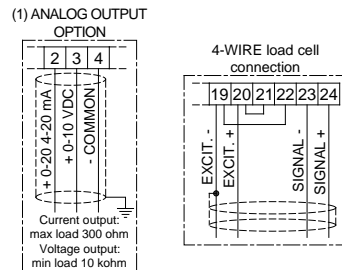 (1) ANALOG OUTPUT
OPTION
2 3 4
+ 0-20 4-20 mA
+ 0-10 VDC
- COMMON
Current output:
max load 300 ohm
Voltage output:
min load 10 kohm
4-WIRE load cell
connection
19 20 21 22 23 24
EXCIT. -
EXCIT. +
SIGNAL -
SIGNAL +